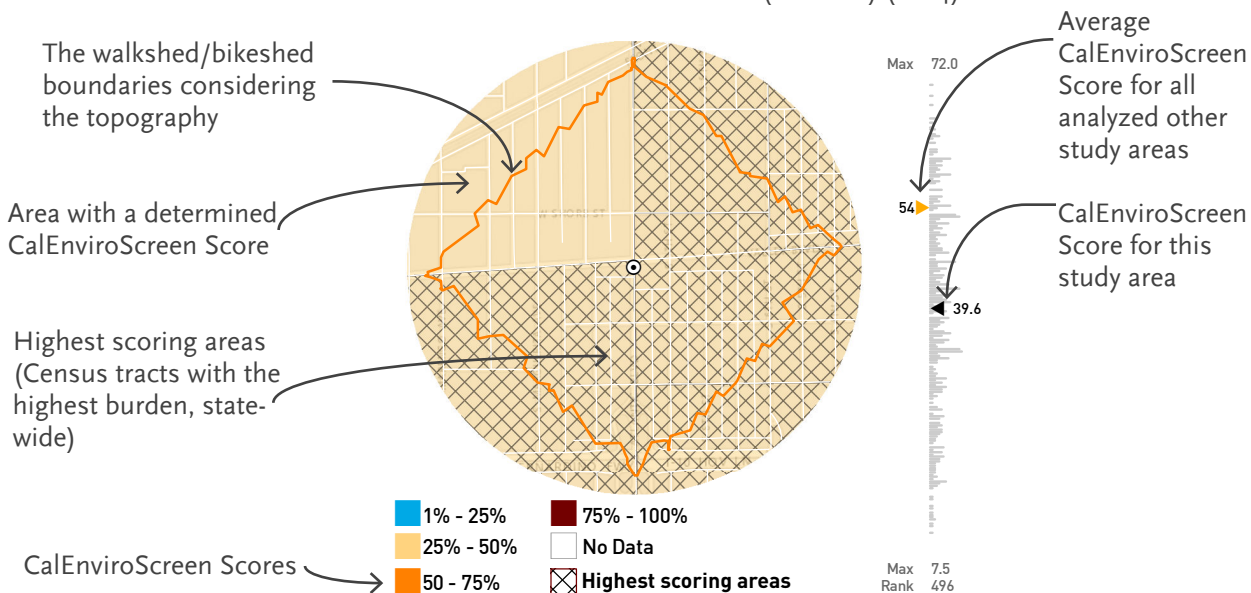 The walkshed/bikeshed
boundaries considering
the topography
Area with a determined
CalEnviroScreen Score
Highest scoring areas
(Census tracts with the
highest burden, state-
wide)
CalEnviroScreen Scores
W SHORB ST
1% - 25%
25% - 50%
50 - 75%
75% - 100%
No Data
Highest scoring areas
Max 72.0
54
39.6
Max 7.5
Rank 496
Average
CalEnviroScreen
Score for all
analyzed other
study areas
CalEnviroScreen
Score for this
study area